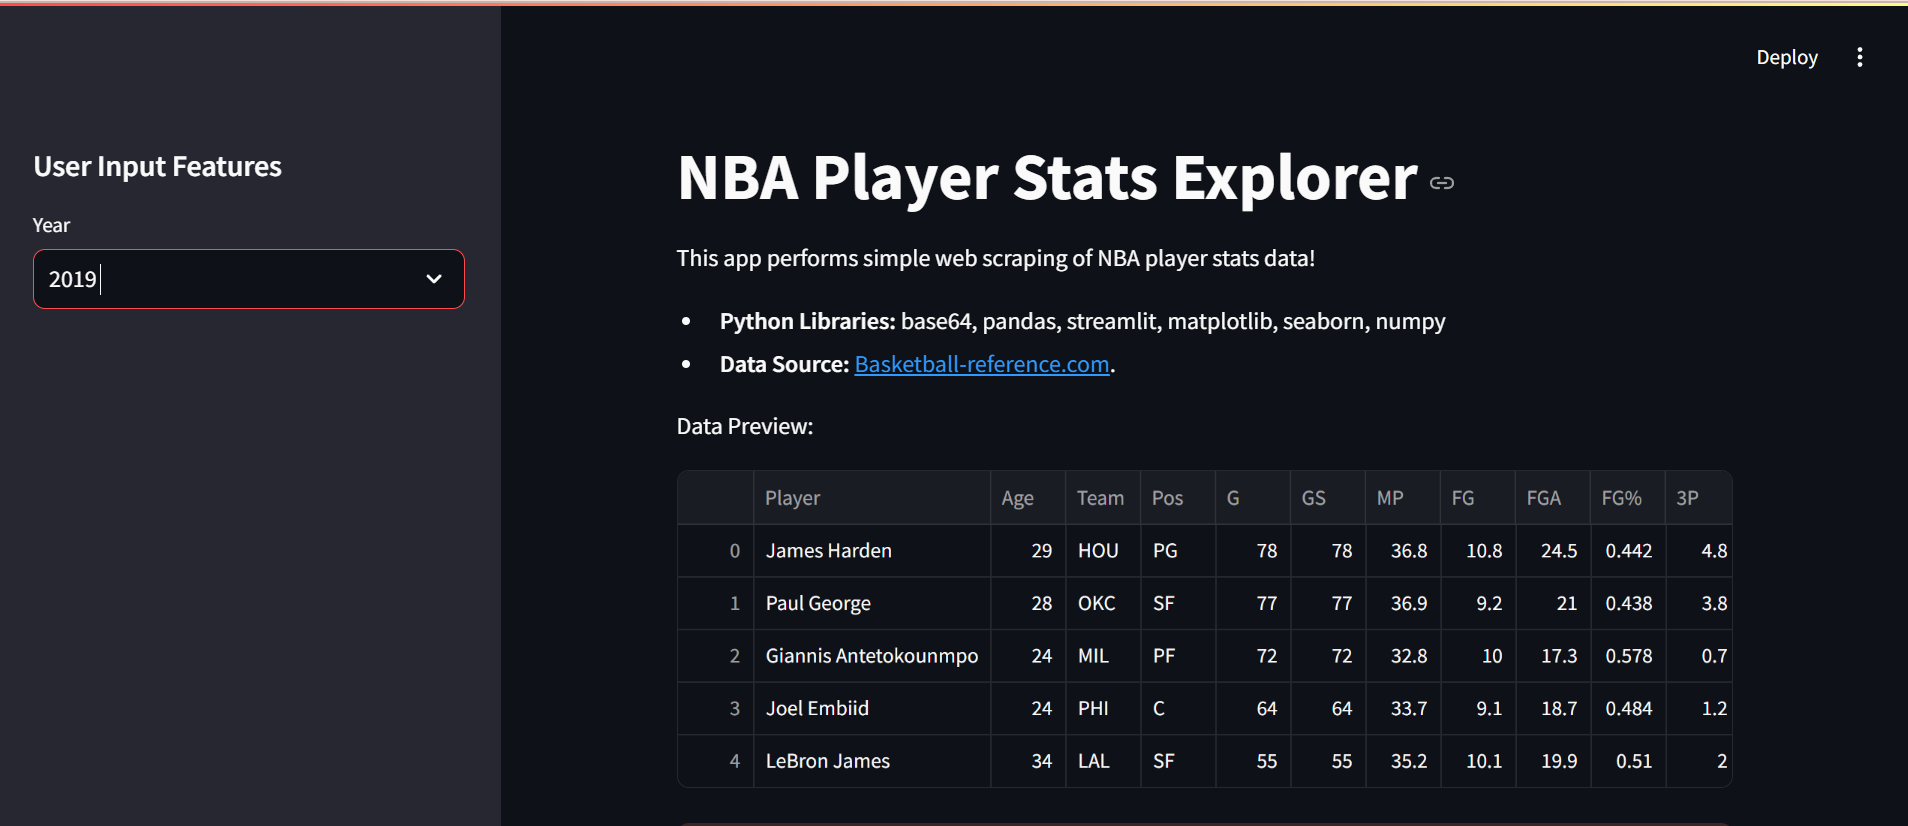 Deploy
User Input Features
Year
2019
NBA Player Stats Explorer
This app performs simple web scraping of NBA player stats data!
• Python Libraries: base64, pandas, streamlit, matplotlib, seaborn, numpy
• Data Source: Basketball-reference.com.
Data Preview:
Player Age Team Pos G GS MP FG FGA FG% 3P
0 James Harden 29 HOU PG 78 78 36.8 10.8 24.5 0.442 4.8
1 Paul George 28 OKC SF 77 77 36.9 9.2 21 0.438 3.8
2 Giannis Antetokounmpo 24 MIL PF 72 72 32.8 10 17.3 0.578 0.7
3 Joel Embiid 24 PHI C 64 64 33.7 9.1 18.7 0.484 1.2
4 LeBron James 34 LAL SF 55 55 35.2 10.1 19.9 0.51 2